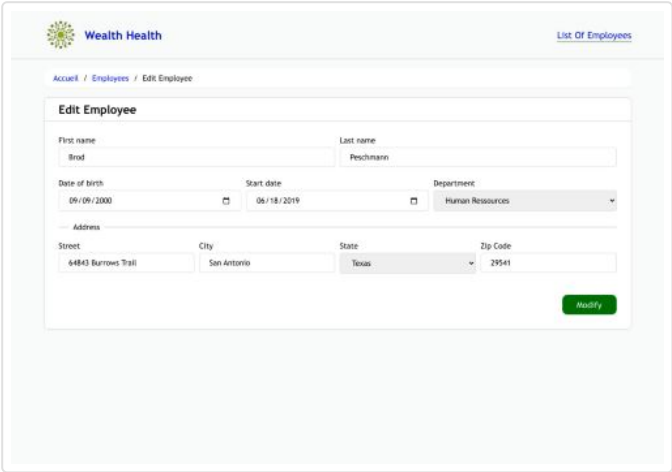 Wealth Health
List Of Employees
Accueil / Employees / Edit Employee
Edit Employee
First name
Last name
Brod
Peschmann
Date of birth
Start date
Department
09/09/2000
06/18/2019
Human Ressources
Address
Street
City
State
Zip Code
64843 Burrows Trail
San Antonio
Texas
29541
Modify